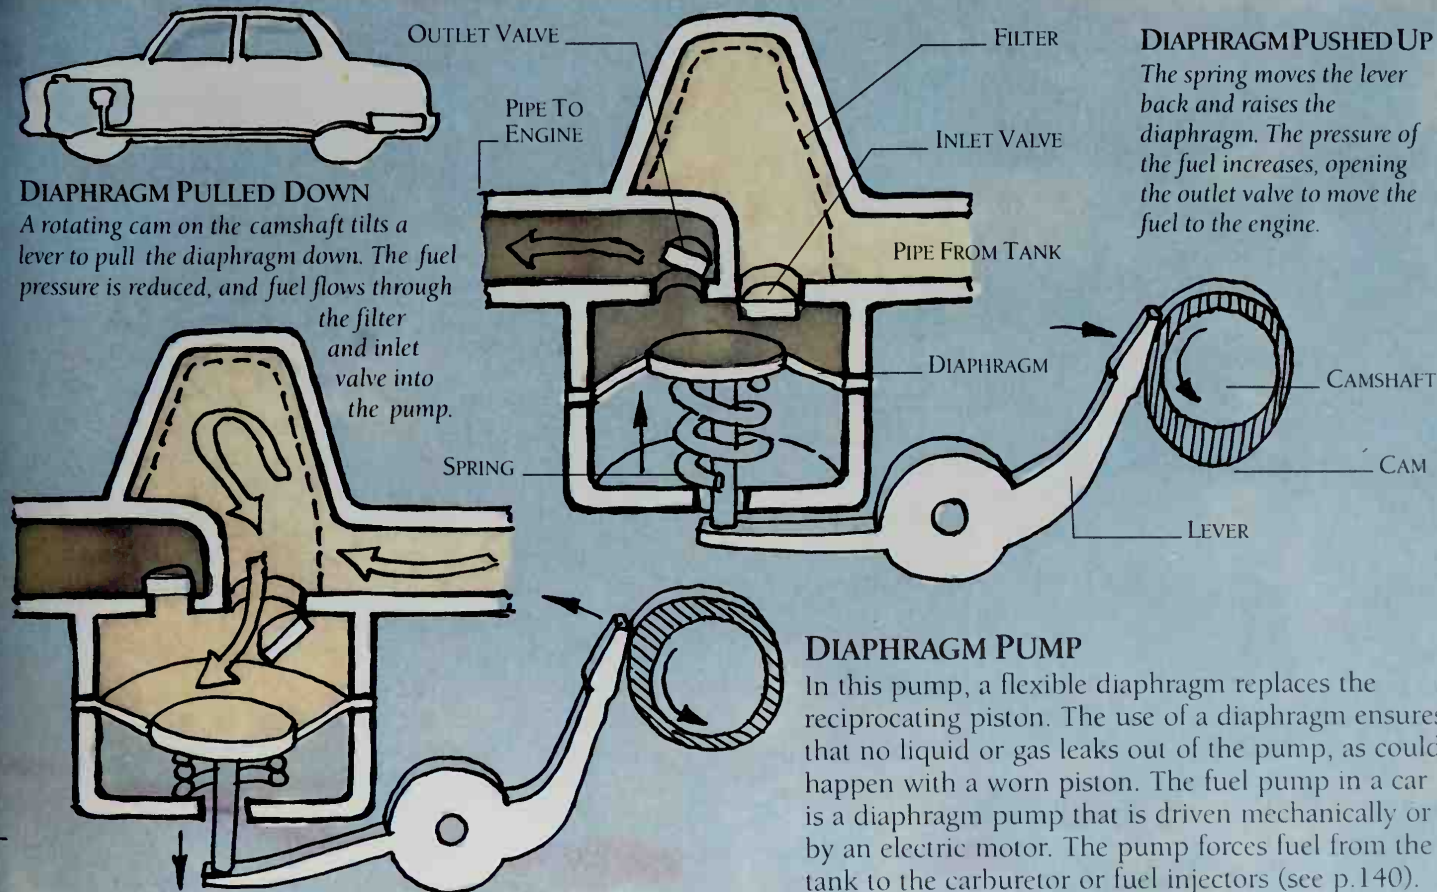 OUTLET VALVE
FILTER
PIPE TO
ENGINE
INLET VALVE
PIPE FROM TANK
DIAPHRAGM
SPRING
CAMSHAFT
CAM
LEVER
DIAPHRAGM PUSHED UP
The spring moves the lever
back and raises the
diaphragm. The pressure of
the fuel increases, opening
the outlet valve to move the
fuel to the engine.
DIAPHRAGM PULLED DOWN
A rotating cam on the camshaft tilts a
lever to pull the diaphragm down. The fuel
pressure is reduced, and fuel flows through
the filter
and inlet
valve into
the pump.
DIAPHRAGM PUMP
In this pump, a flexible diaphragm replaces the
reciprocating piston. The use of a diaphragm ensures
that no liquid or gas leaks out of the pump, as could
happen with a worn piston. The fuel pump in a car
is a diaphragm pump that is driven mechanically or
by an electric motor. The pump forces fuel from the
tank to the carburetor or fuel injectors (see p.140).